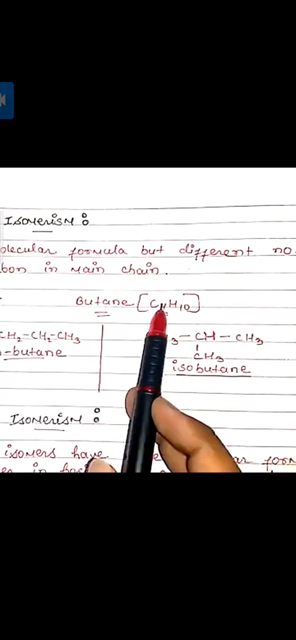 Isomerism :
olecular formula but different no.
bon in main chain.
Butane [C4H10]
CH2-CH2-CH3
3 - CH - CH3
-butane
CH3
isobutane
Isomerism :
isomers have